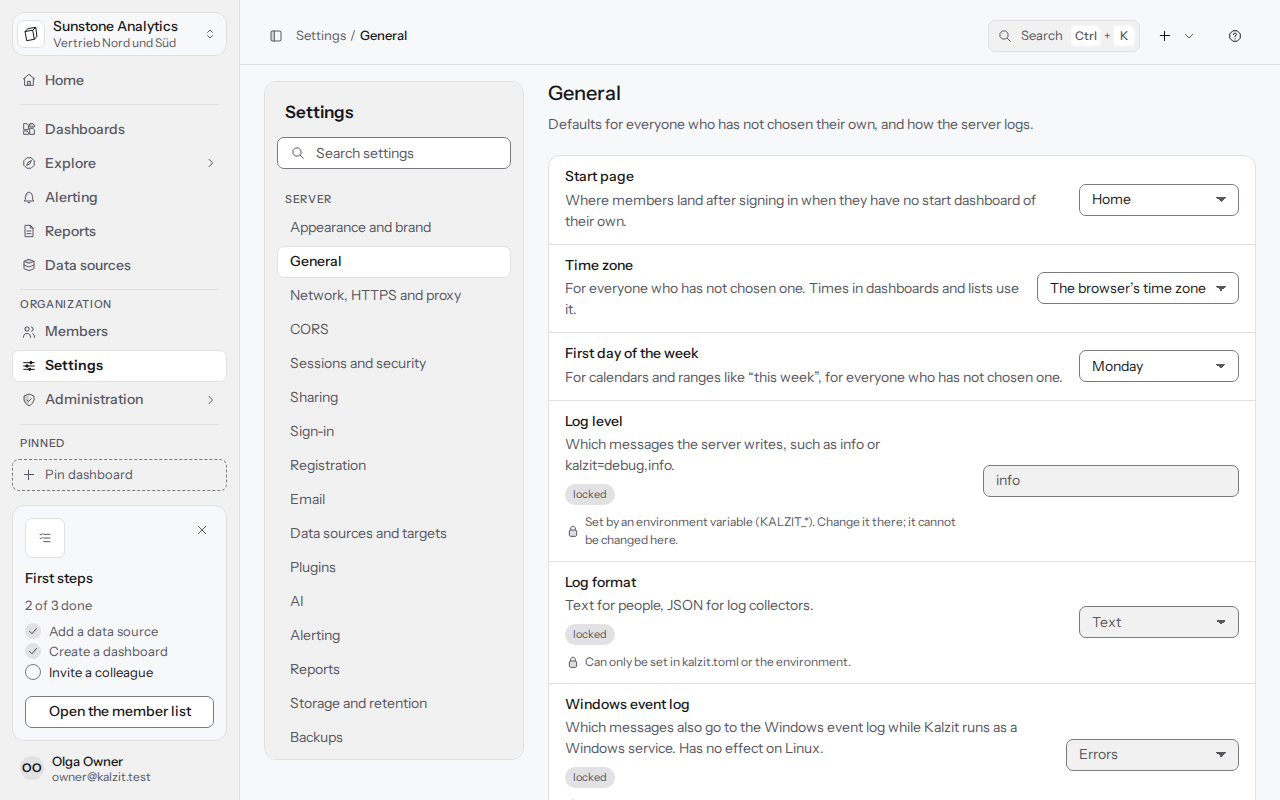 Sunstone Analytics
Vertrieb Nord und Süd
Home
Dashboards
Explore
Alerting
Reports
Data sources
ORGANIZATION
Members
Settings
Administration
PINNED
Pin dashboard
First steps
2 of 3 done
Add a data source
Create a dashboard
Invite a colleague
Open the member list
OO
Olga Owner
owner@kalzit.test
Settings / General
Search Ctrl + K
Settings
Search settings
SERVER
Appearance and brand
General
Network, HTTPS and proxy
CORS
Sessions and security
Sharing
Sign-in
Registration
Email
Data sources and targets
Plugins
AI
Alerting
Reports
Storage and retention
Backups
General
Defaults for everyone who has not chosen their own, and how the server logs.
Start page
Where members land after signing in when they have no start dashboard of
their own.
Home
Time zone
For everyone who has not chosen one. Times in dashboards and lists use
it.
The browser’s time zone
First day of the week
For calendars and ranges like “this week”, for everyone who has not chosen one.
Monday
Log level
Which messages the server writes, such as info or
kalzit=debug,info.
locked
Set by an environment variable (KALZIT_*). Change it there; it cannot
be changed here.
info
Log format
Text for people, JSON for log collectors.
locked
Can only be set in kalzit.toml or the environment.
Text
Windows event log
Which messages also go to the Windows event log while Kalzit runs as a
Windows service. Has no effect on Linux.
locked
Errors